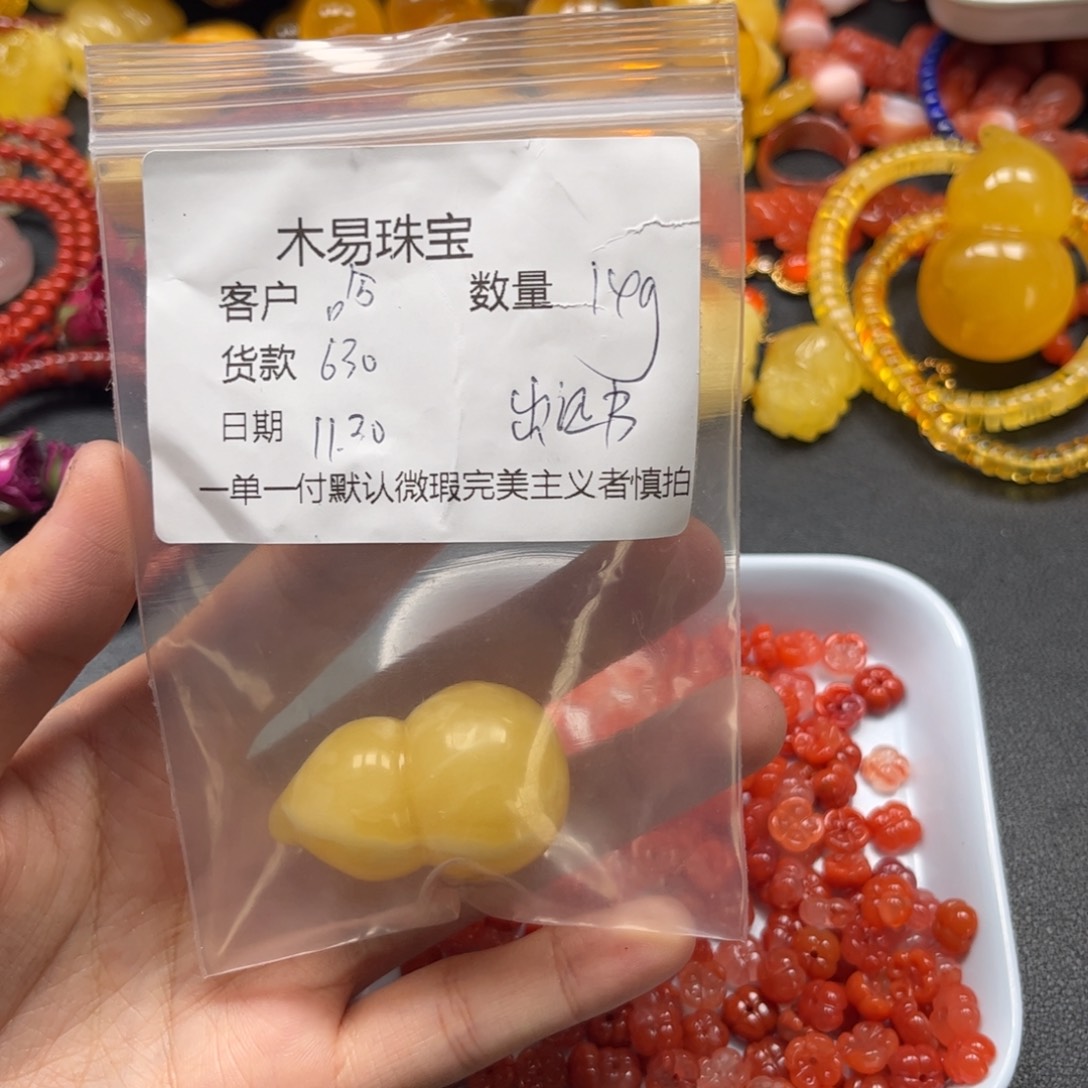 木易珠宝
客户 数量 14g
货款 630
日期 11.30 出证书
一单一付默认微瑕完美主义者慎拍